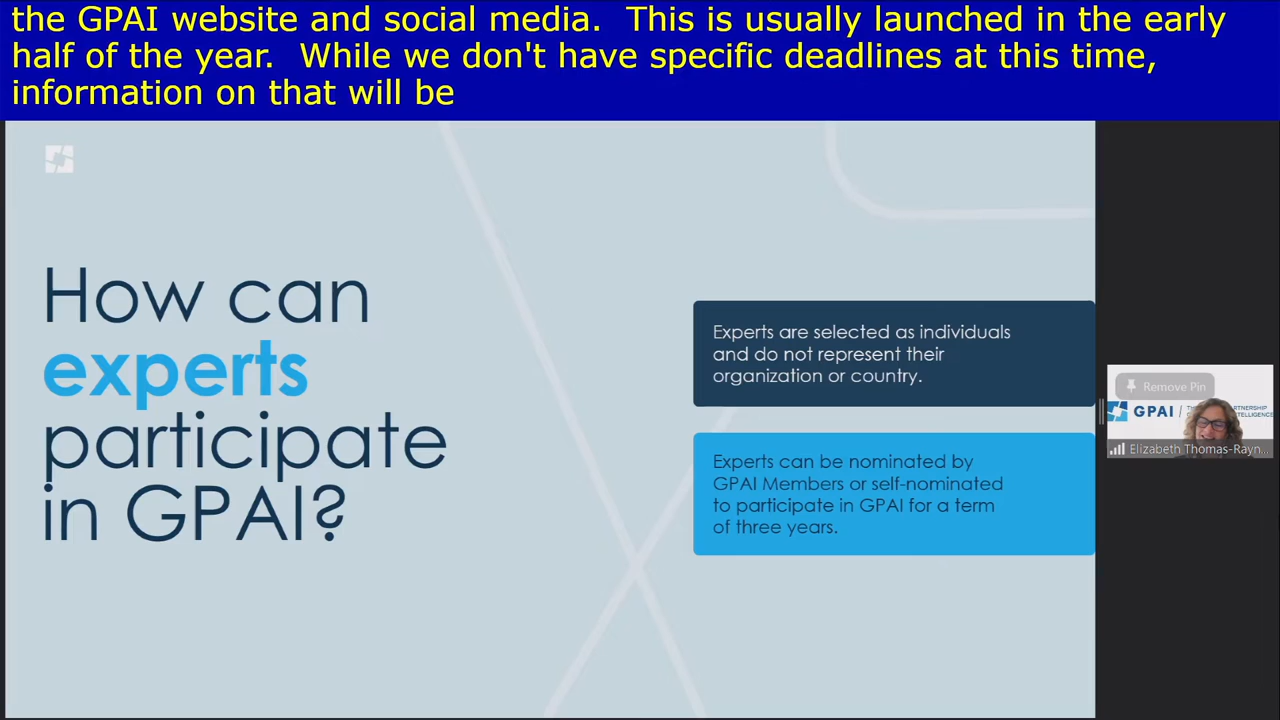 the GPAI website and social media.  This is usually launched in the early
half of the year.  While we don't have specific deadlines at this time,
information on that will be
How can
experts
participate
in GPAI?
Experts are selected as individuals
and do not represent their
organization or country.
Experts can be nominated by
GPAI Members or self-nominated
to participate in GPAI for a term
of three years.
Remove Pin
GPAI
Elizabeth Thomas-Rayn...